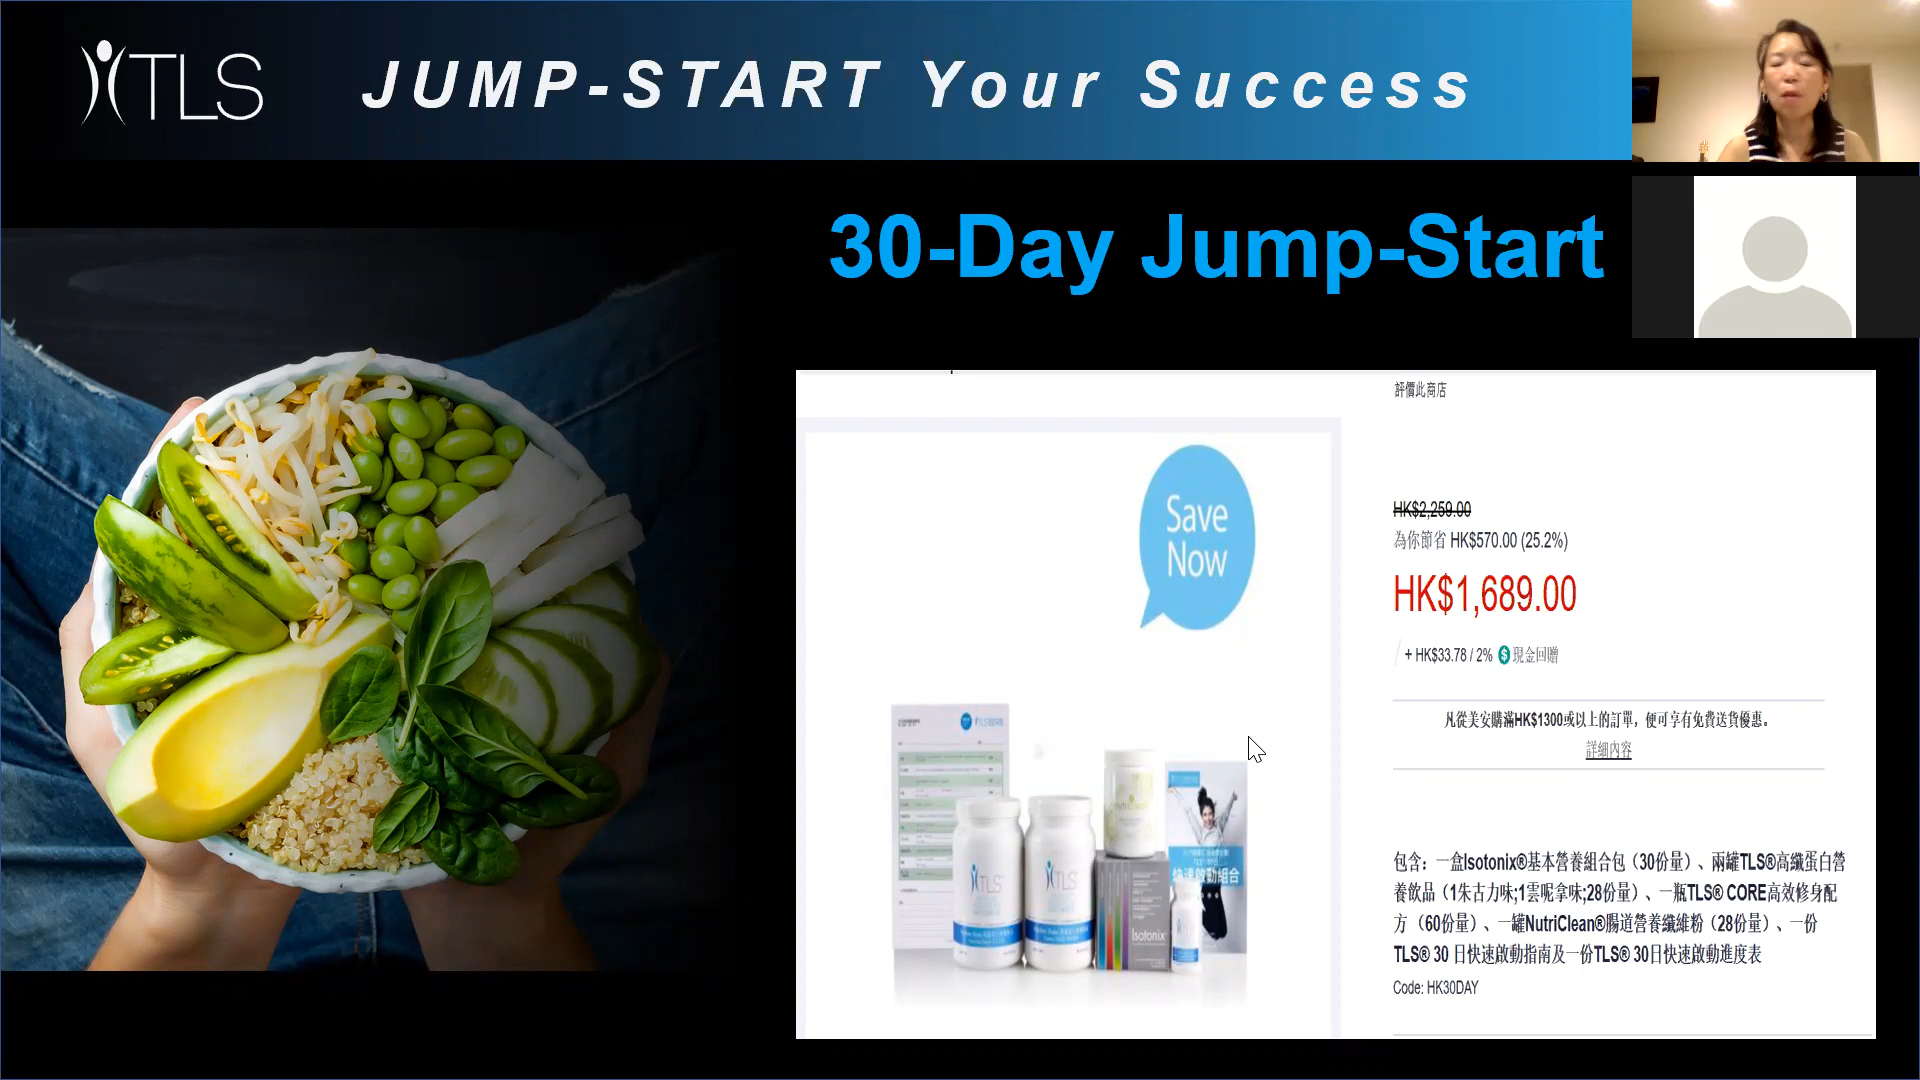 TLS
JUMP-START Your Success
30-Day Jump-Start
評價此商店
Save
Now
HK$2,259.00
為你節省 HK$570.00 (25.2%)
HK$1,689.00
+ HK$33.78 / 2% $ 現金回贈
凡從美安購滿HK$1300或以上的訂單，便可享有免費送貨優惠。
詳細內容
TLS
TLS
Isotonix
快速啟動組合
包含：一盒Isotonix®基本營養組合包（30份量）、兩罐TLS®高纖蛋白營
養飲品（1朱古力味;1雲呢拿味;28份量）、一瓶TLS® CORE高效修身配
方（60份量）、一罐NutriClean®腸道營養纖維粉（28份量）、一份
TLS® 30 日快速啟動指南及一份TLS® 30日快速啟動進度表
Code: HK30DAY